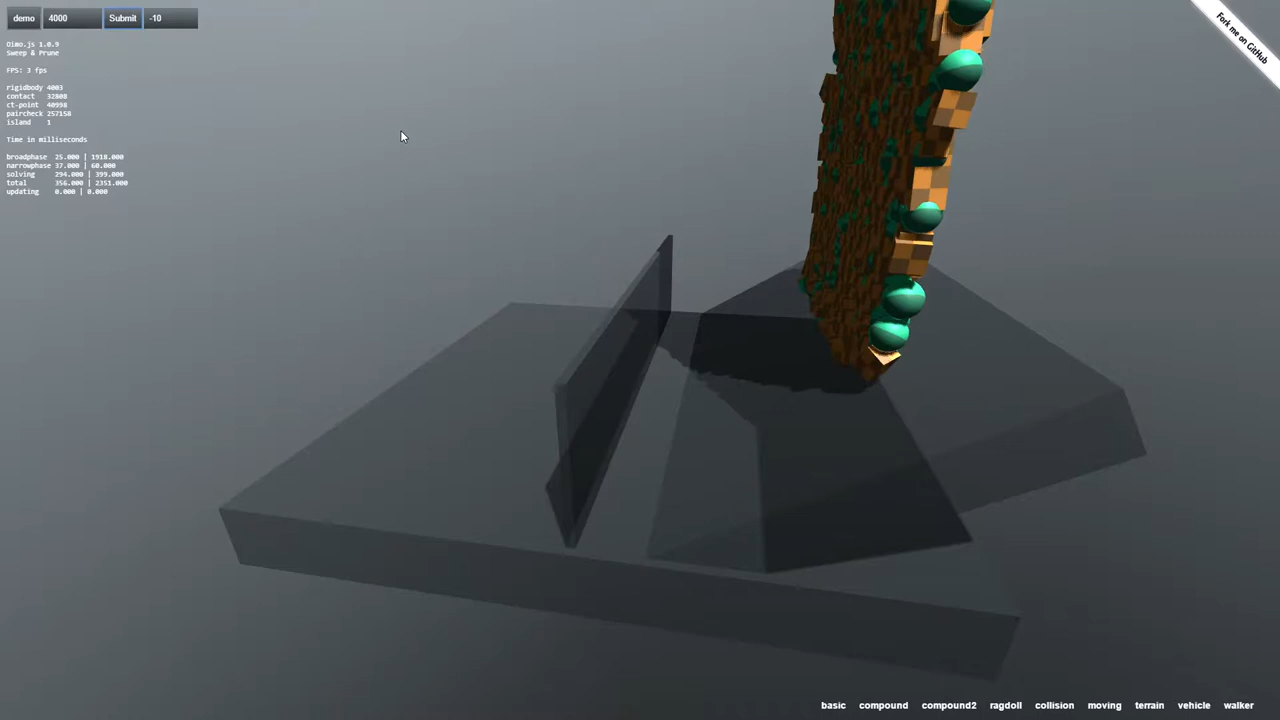 demo 4000 Submit -10
Oimo.js 1.0.9
Sweep & Prune
FPS: 3 fps
rigidbody 4003
contact 32808
ct-point 40998
paircheck 257158
island 1
Time in milliseconds
broadphase 25.000 | 1918.000
narrowphase 37.000 | 60.000
solving 294.000 | 399.000
total 356.000 | 2351.000
updating 0.000 | 0.000
Fork me on GitHub
basic compound compound2 ragdoll collision moving terrain vehicle walker